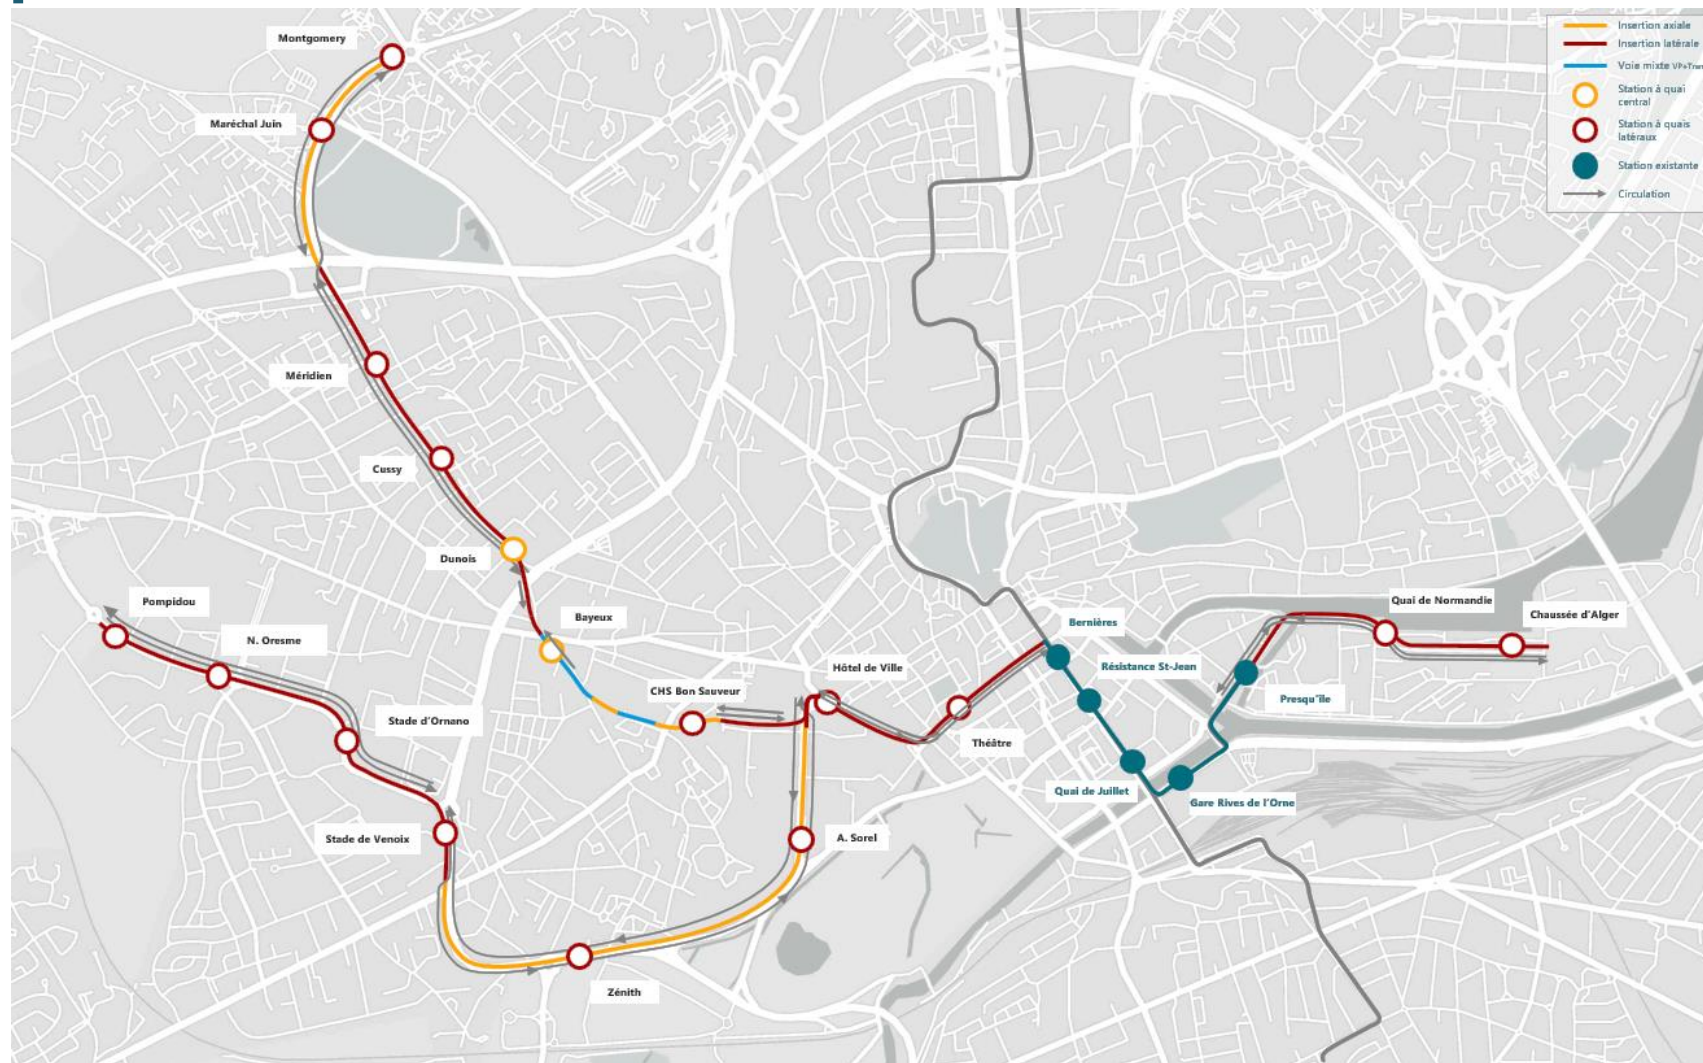 Montgomery
Maréchal Juin
Méridien
Cussy
Dunois
Bayeux
Pompidou
N. Oresme
Stade d'Ornano
Stade de Venoix
Zénith
A. Sorel
CHS Bon Sauveur
Hôtel de Ville
Théâtre
Bernières
Résistance St-Jean
Quai de Juillet
Gare Rives de l'Orne
Presqu'île
Quai de Normandie
Chaussée d'Alger
Insertion axiale
Insertion latérale
Voie mixte
Station à quai
central
Station à quais
latéraux
Station existante
Circulation